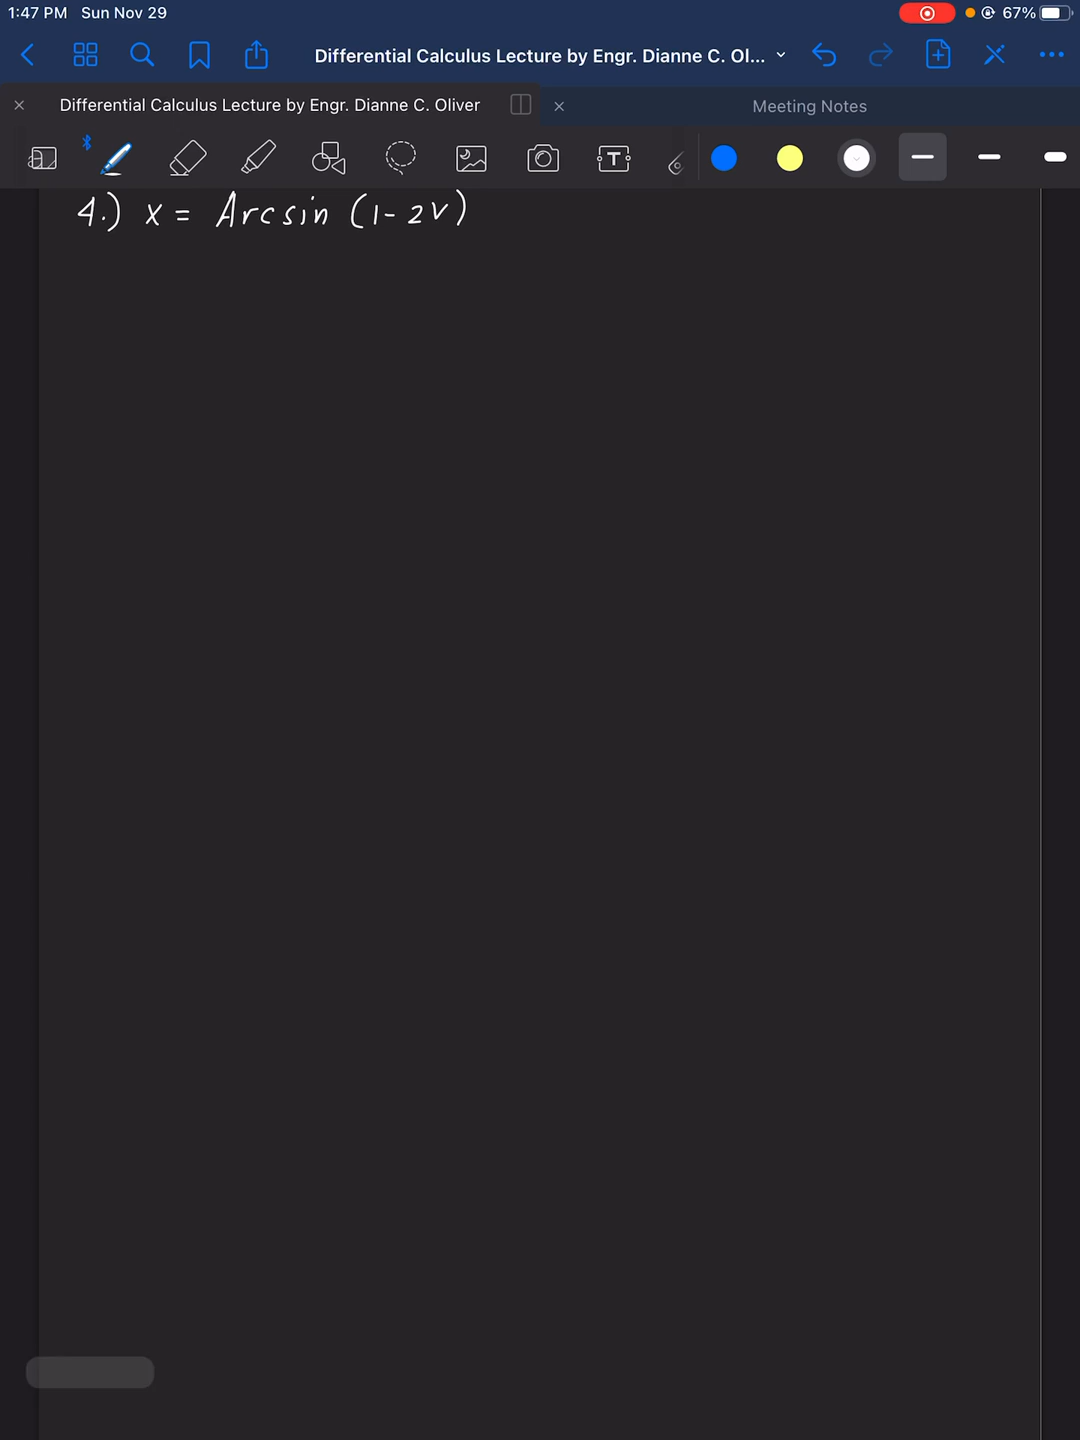 1:47 PM Sun Nov 29 67%
Differential Calculus Lecture by Engr. Dianne C. Ol...
Differential Calculus Lecture by Engr. Dianne C. Oliver
Meeting Notes
T
4.) x = Arcsin (1-2v)